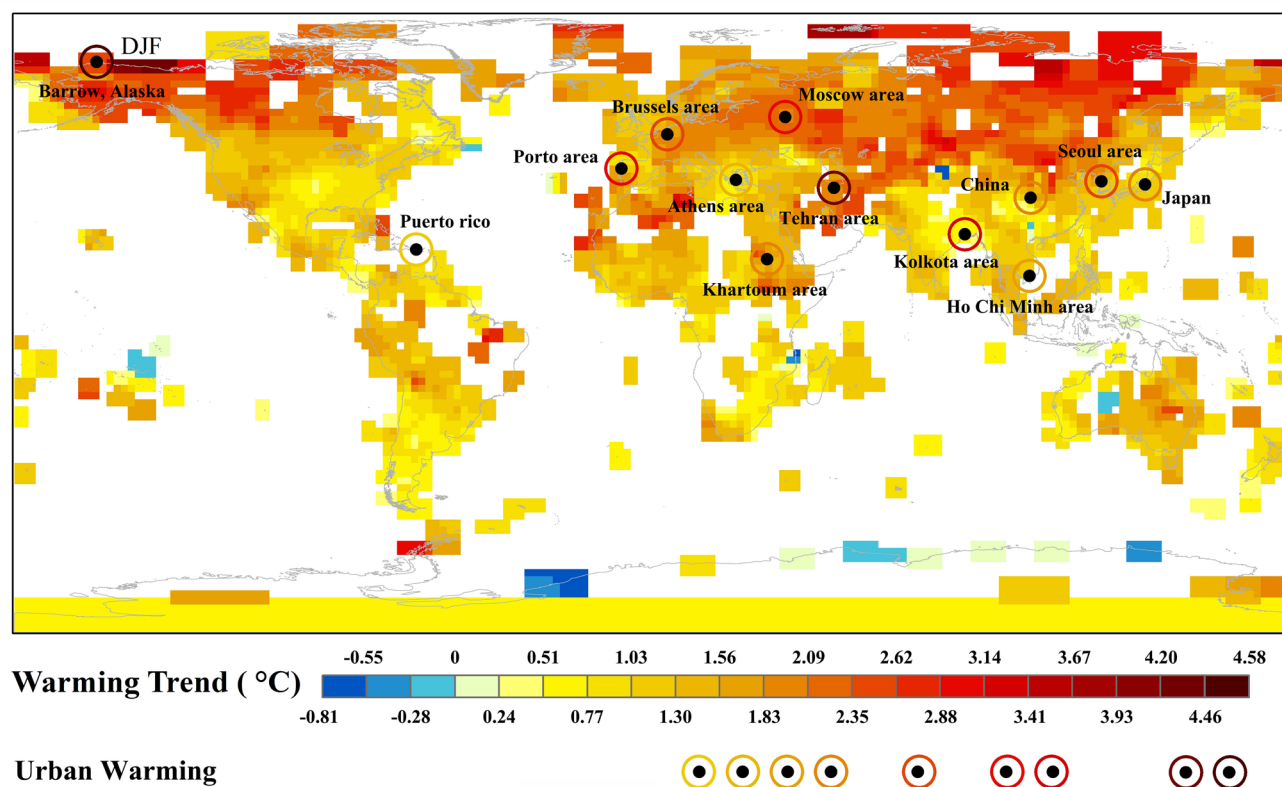 DJF
Barrow, Alaska
Brussels area
Moscow area
Porto area
Seoul area
China
Athens area
Tehran area
Japan
Puerto rico
Kolkota area
Khartoum area
Ho Chi Minh area
-0.55 0 0.51 1.03 1.56 2.09 2.62 3.14 3.67 4.20 4.58
Warming Trend ( °C)
-0.81 -0.28 0.24 0.77 1.30 1.83 2.35 2.88 3.41 3.93 4.46
Urban Warming